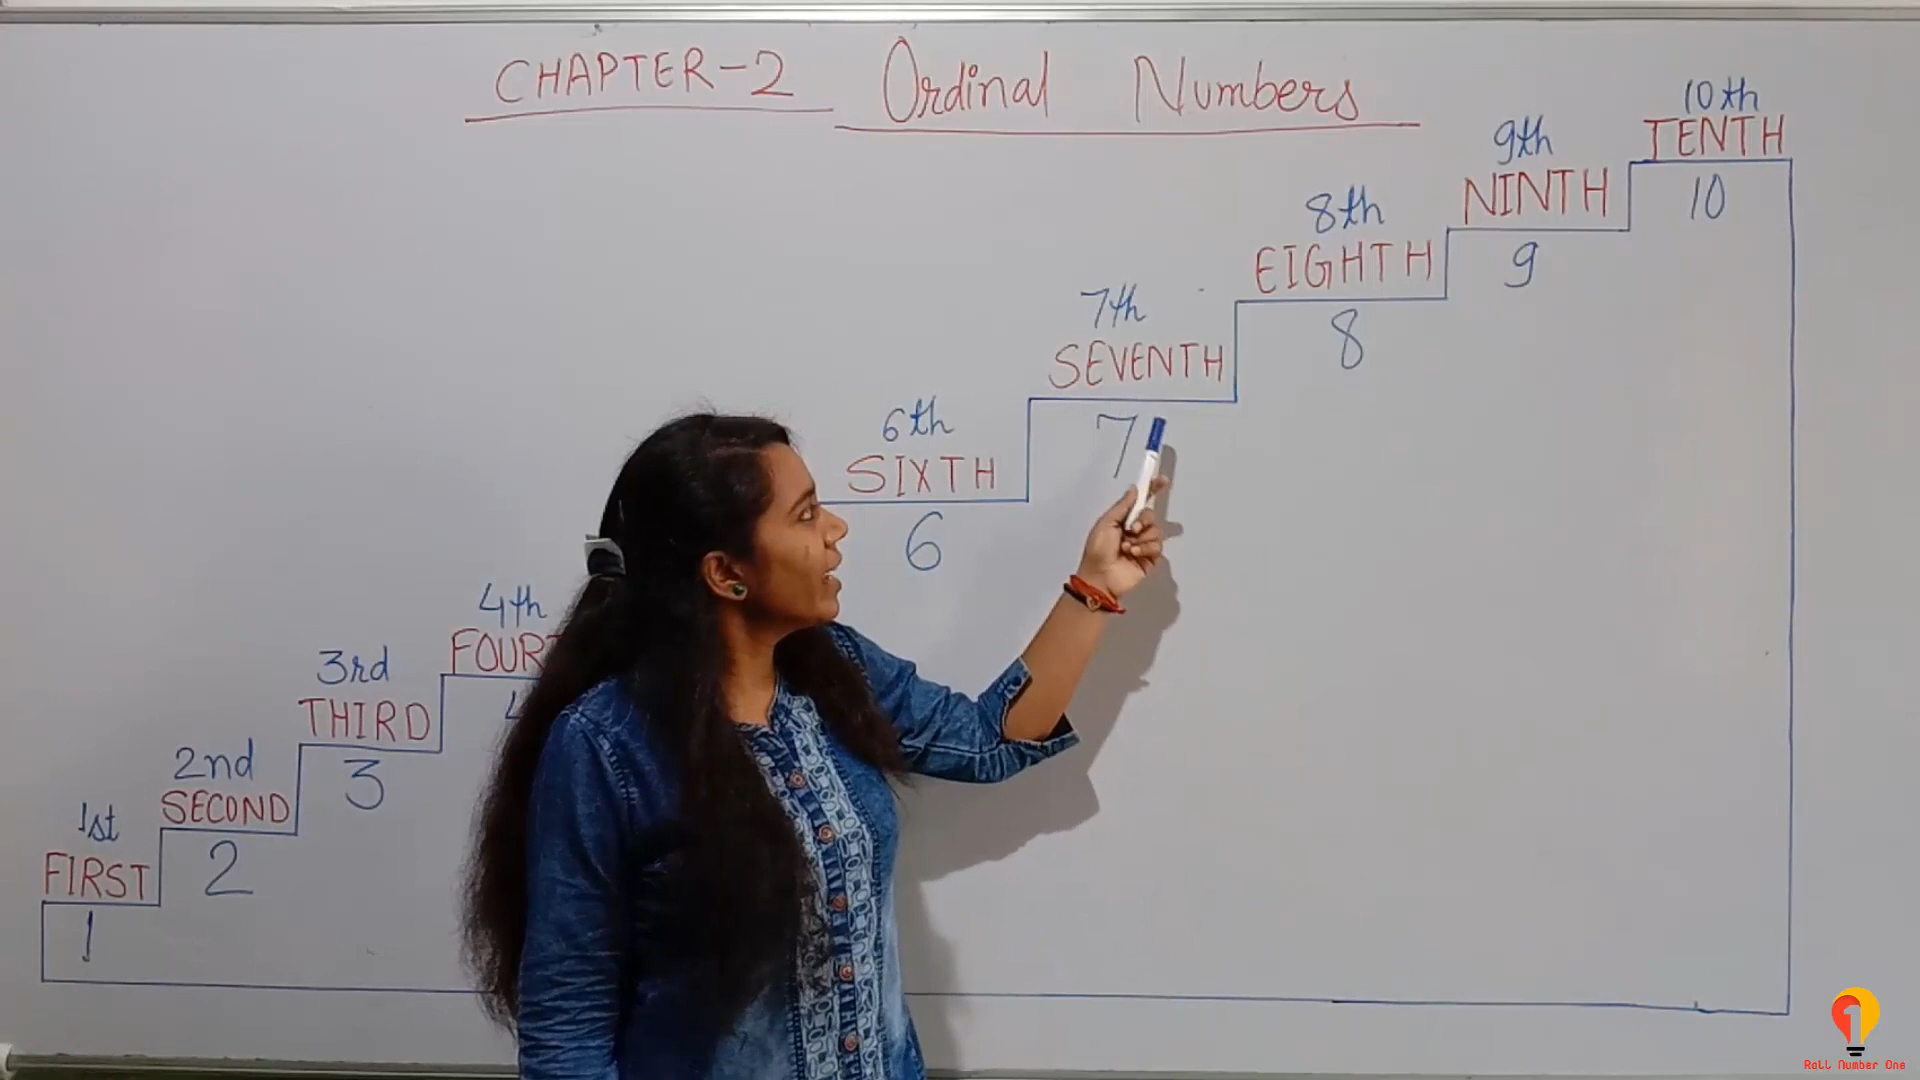 CHAPTER-2 Ordinal Numbers
1st
FIRST
1
2nd
SECOND
2
3rd
THIRD
3
4th
FOURT
6th
SIXTH
6
7th
SEVENTH
7
8th
EIGHTH
8
9th
NINTH
9
10th
TENTH
10
Roll Number One